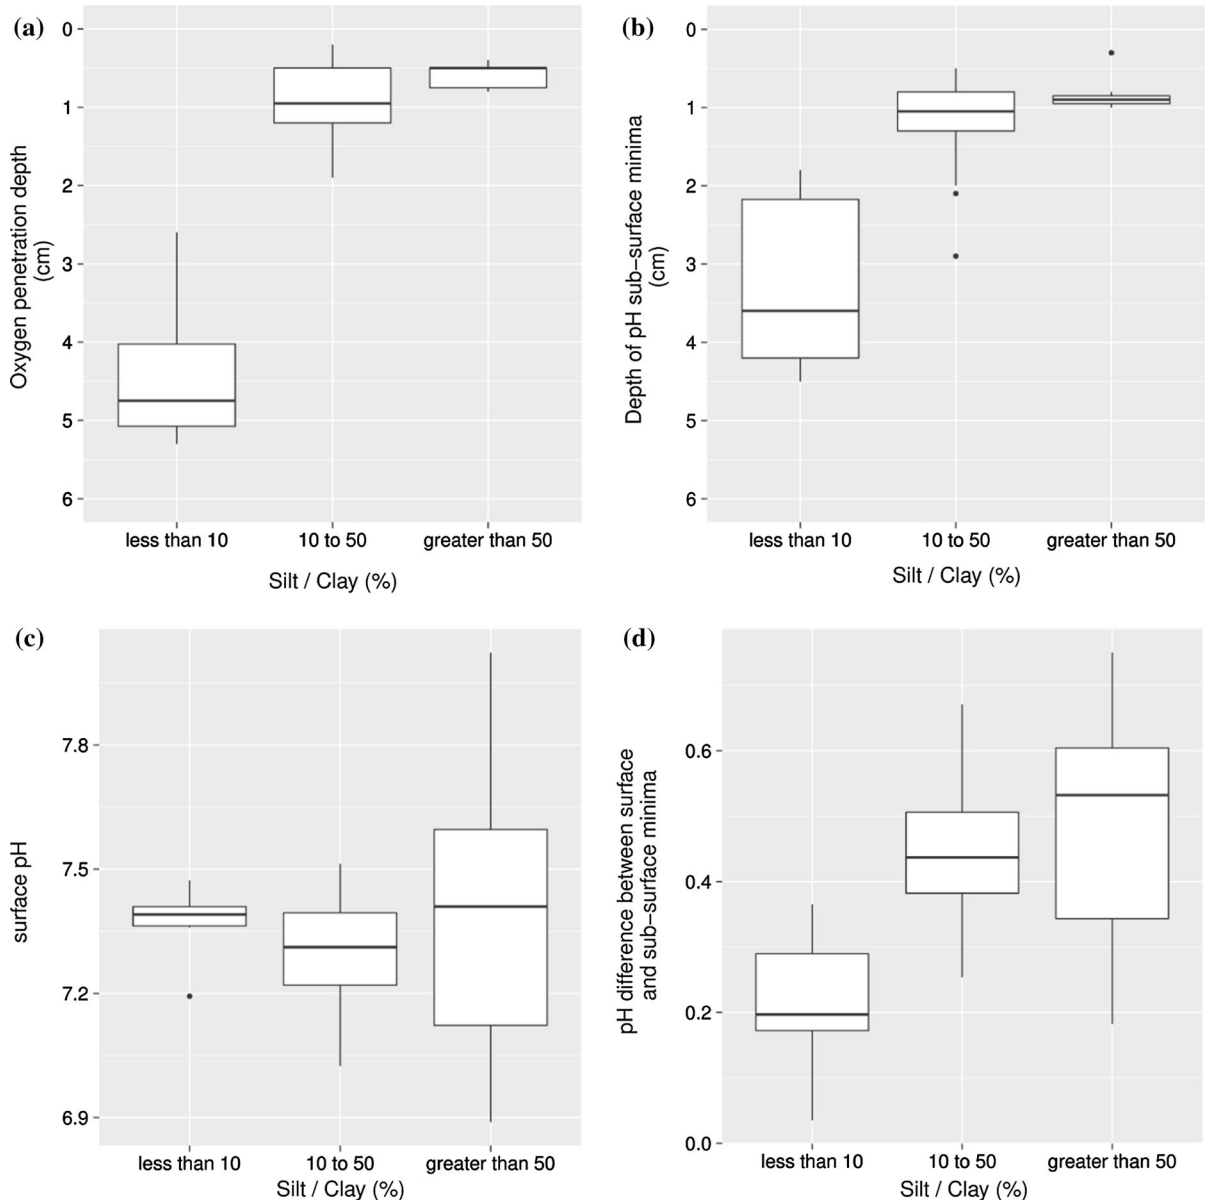 (a)
0
1
2
3
4
5
6
Oxygen penetration depth
(cm)
less than 10 10 to 50 greater than 50
Silt / Clay (%)
(b)
0
1
2
3
4
5
6
Depth of pH sub−surface minima
(cm)
less than 10 10 to 50 greater than 50
Silt / Clay (%)
(c)
7.8
7.5
7.2
6.9
surface pH
less than 10 10 to 50 greater than 50
Silt / Clay (%)
(d)
0.6
0.4
0.2
0.0
pH difference between surface
and sub−surface minima
less than 10 10 to 50 greater than 50
Silt / Clay (%)